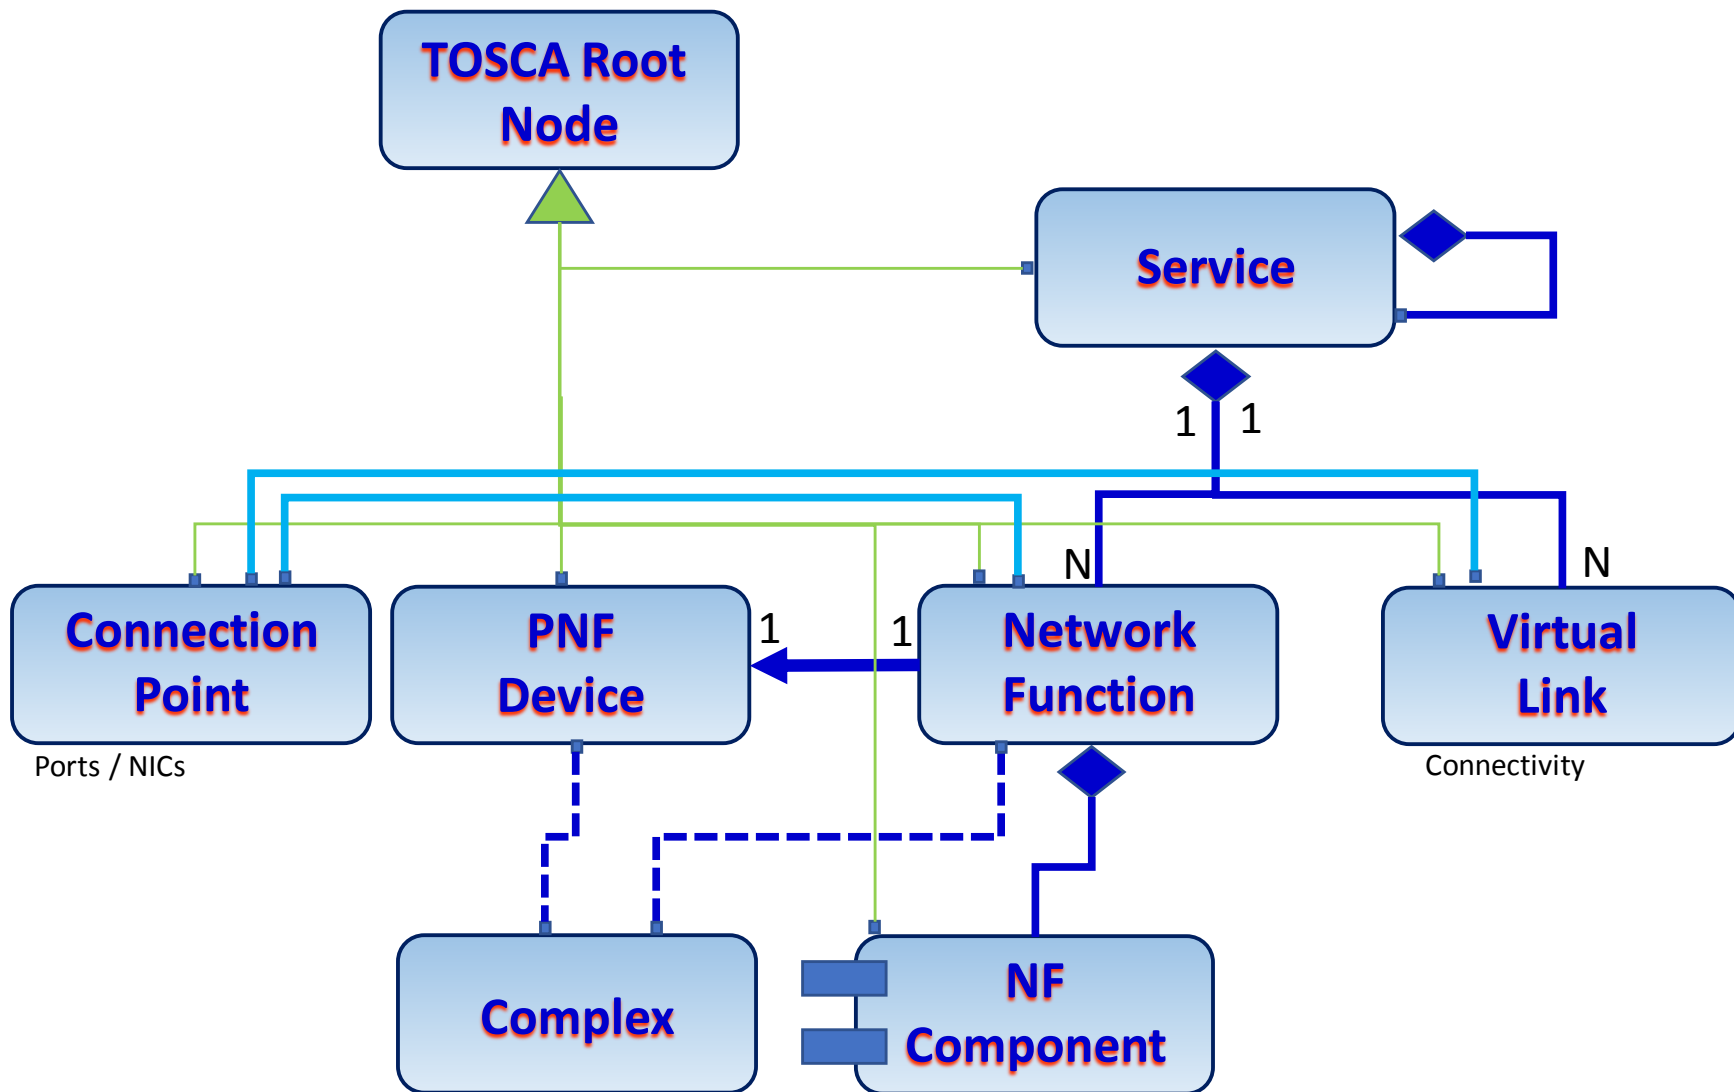 TOSCA Root
Node
Service
1 1
N
N
Connection
Point
PNF
Device
1
1
Network
Function
Virtual
Link
Ports / NICs
Connectivity
Complex
NF
Component